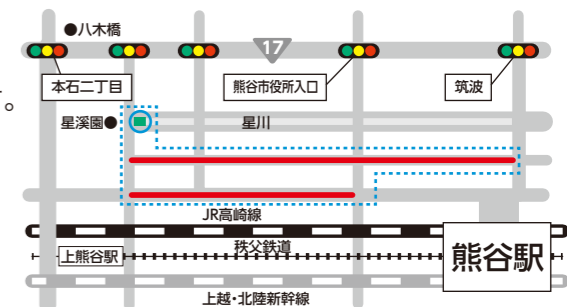 ●八木橋
17
本石二丁目
熊谷市役所入口
筑波
。
星溪園●
星川
JR高崎線
秩父鉄道
上熊谷駅
熊谷駅
上越・北陸新幹線